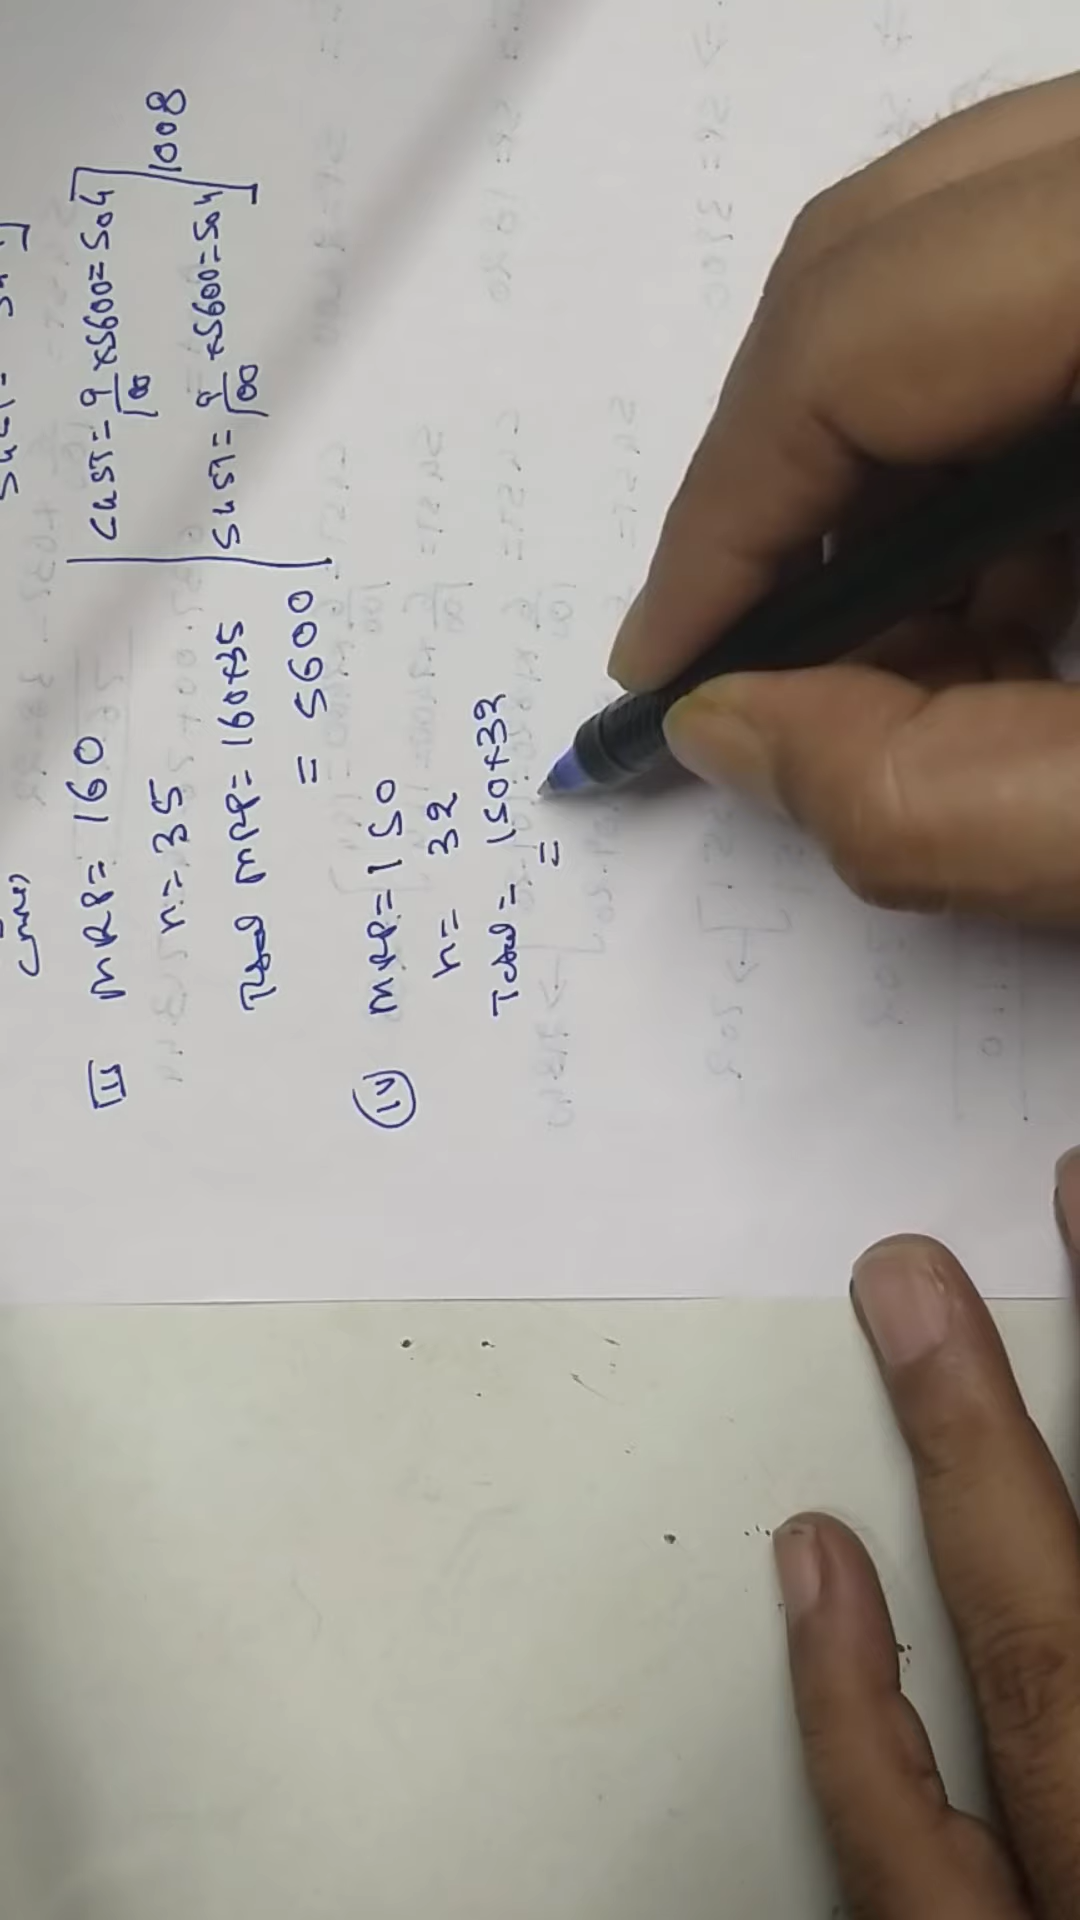 III MRP = 160
n = 35
Total MRP = 160×35
= 5600
CGST = 9/100 ×5600 = 504
SGST = 9/100 ×5600 = 504
1008
IV MRP = 150
n = 32
Total = 150×32
=